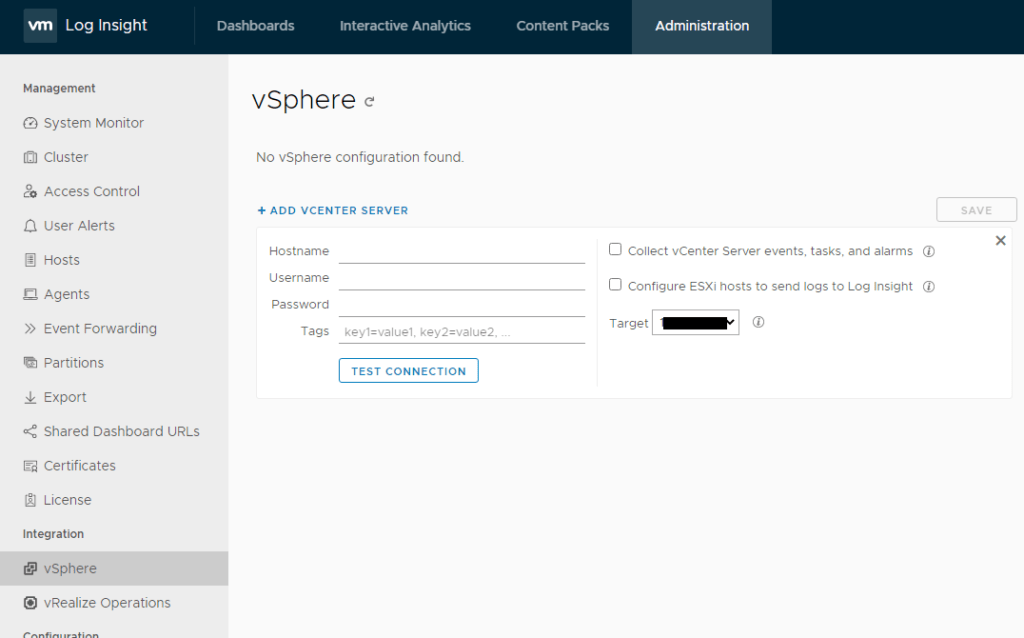 vm Log Insight Dashboards Interactive Analytics Content Packs Administration
Management
System Monitor
Cluster
Access Control
User Alerts
Hosts
Agents
Event Forwarding
Partitions
Export
Shared Dashboard URLs
Certificates
License
Integration
vSphere
vRealize Operations
Configuration
vSphere
No vSphere configuration found.
+ ADD VCENTER SERVER
SAVE
Hostname
Username
Password
Tags key1=value1, key2=value2, ...
TEST CONNECTION
Collect vCenter Server events, tasks, and alarms
Configure ESXi hosts to send logs to Log Insight
Target